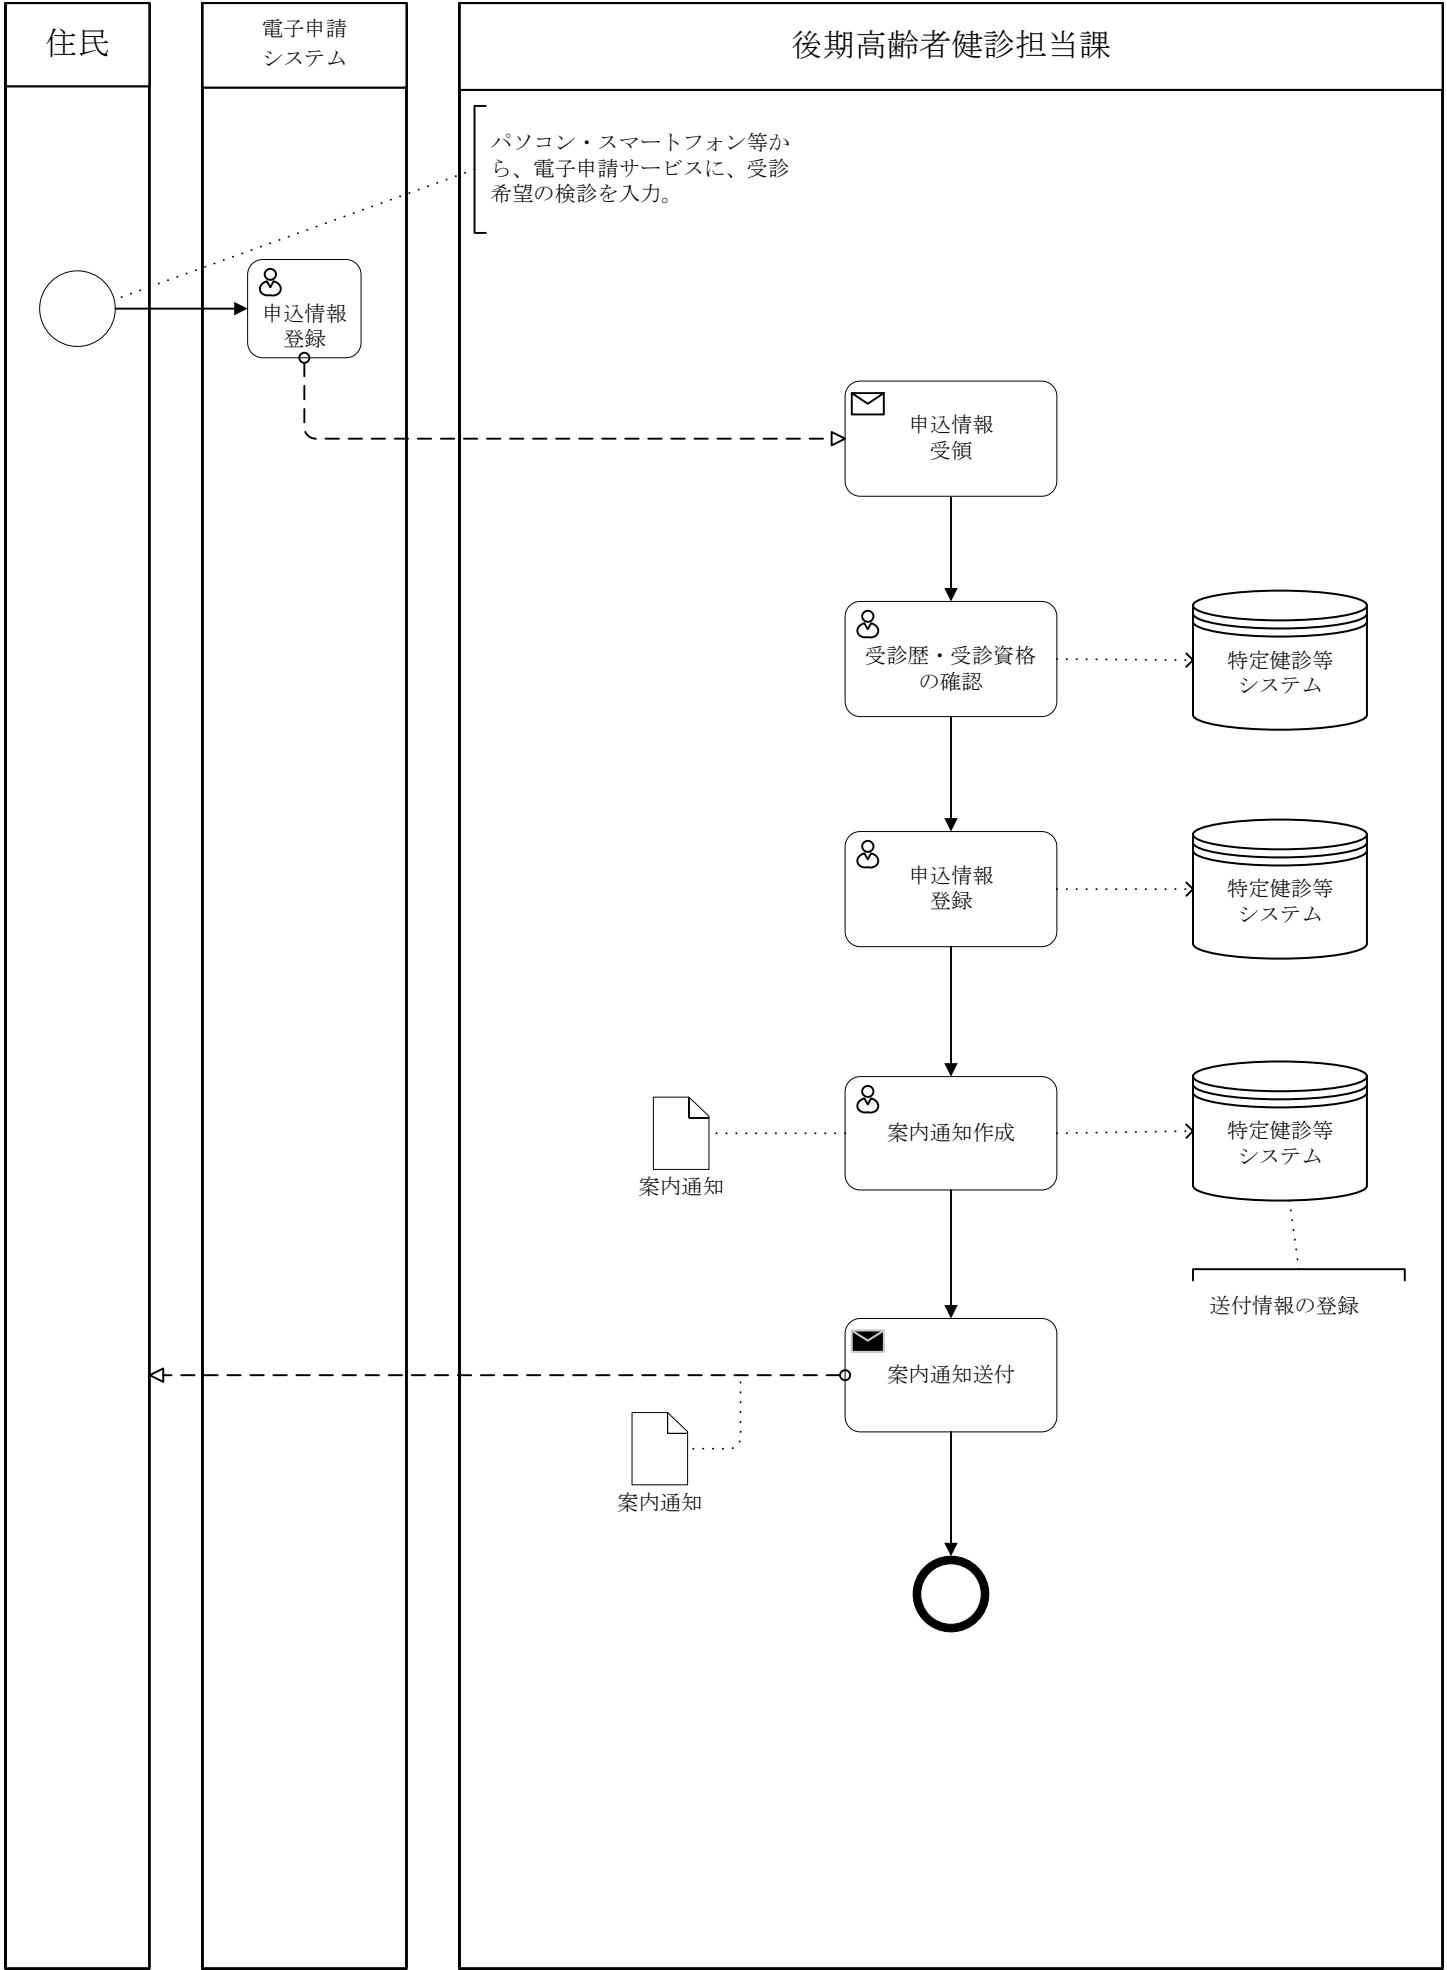 住民
電子申請
システム
後期高齢者健診担当課
パソコン・スマートフォン等か
ら、電子申請サービスに、受診
希望の検診を入力。
申込情報
登録
申込情報
受領
受診歴・受診資格
の確認
特定健診等
システム
申込情報
登録
特定健診等
システム
案内通知作成
案内通知
特定健診等
システム
送付情報の登録
案内通知送付
案内通知